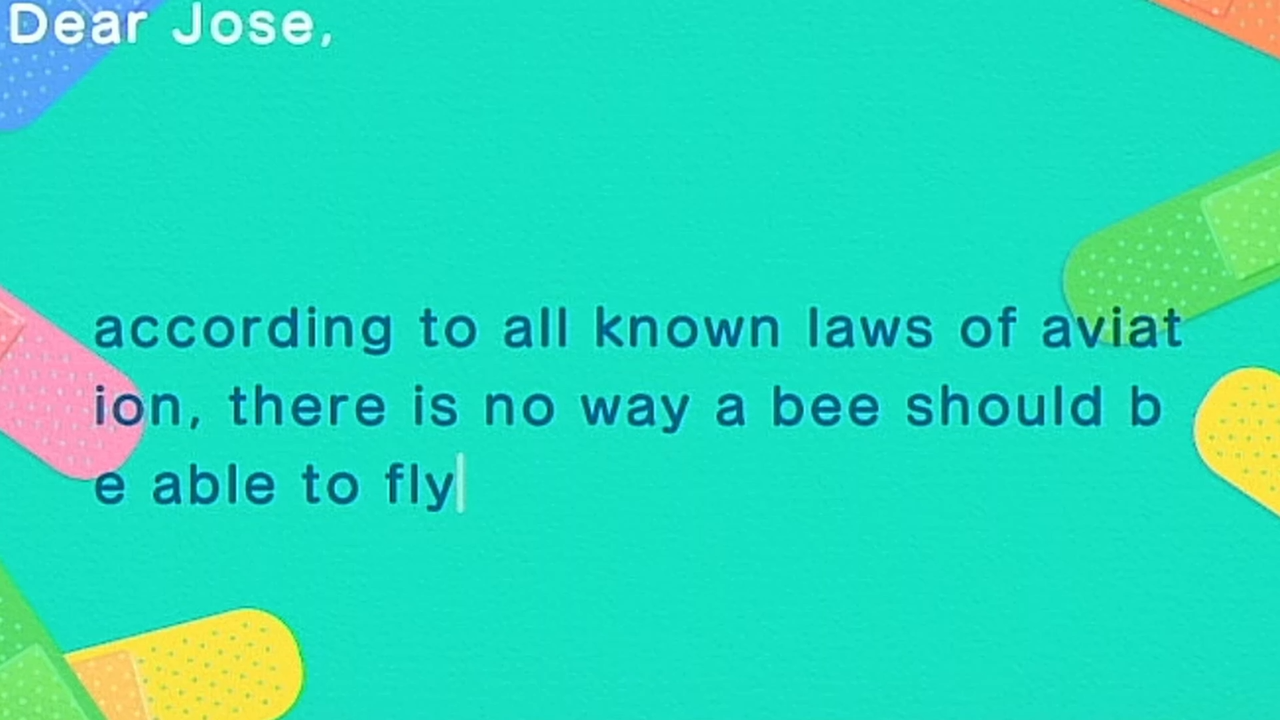 Dear Jose,
according to all known laws of aviat
ion, there is no way a bee should b
e able to fly